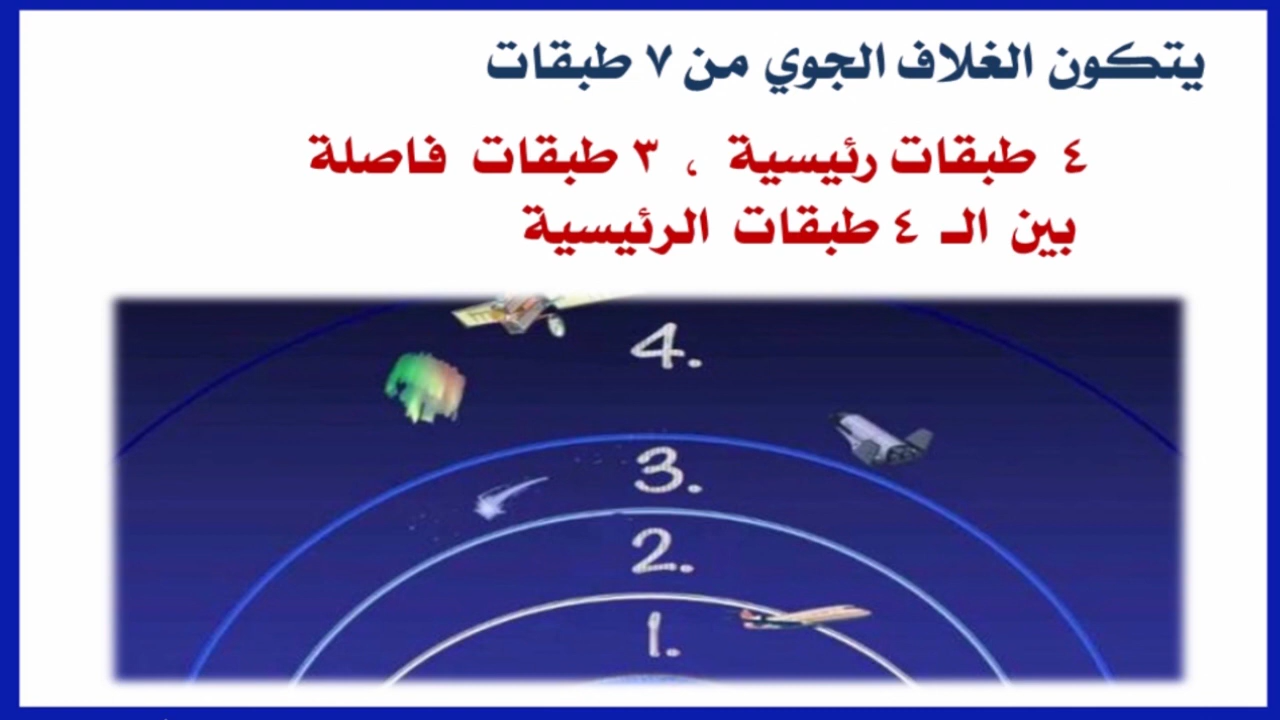 يتكون الغلاف الجوي من ٧ طبقات
٤ طبقات رئيسية ، ٣ طبقات فاصلة
بين الـ ٤ طبقات الرئيسية
4.
3.
2.
1.